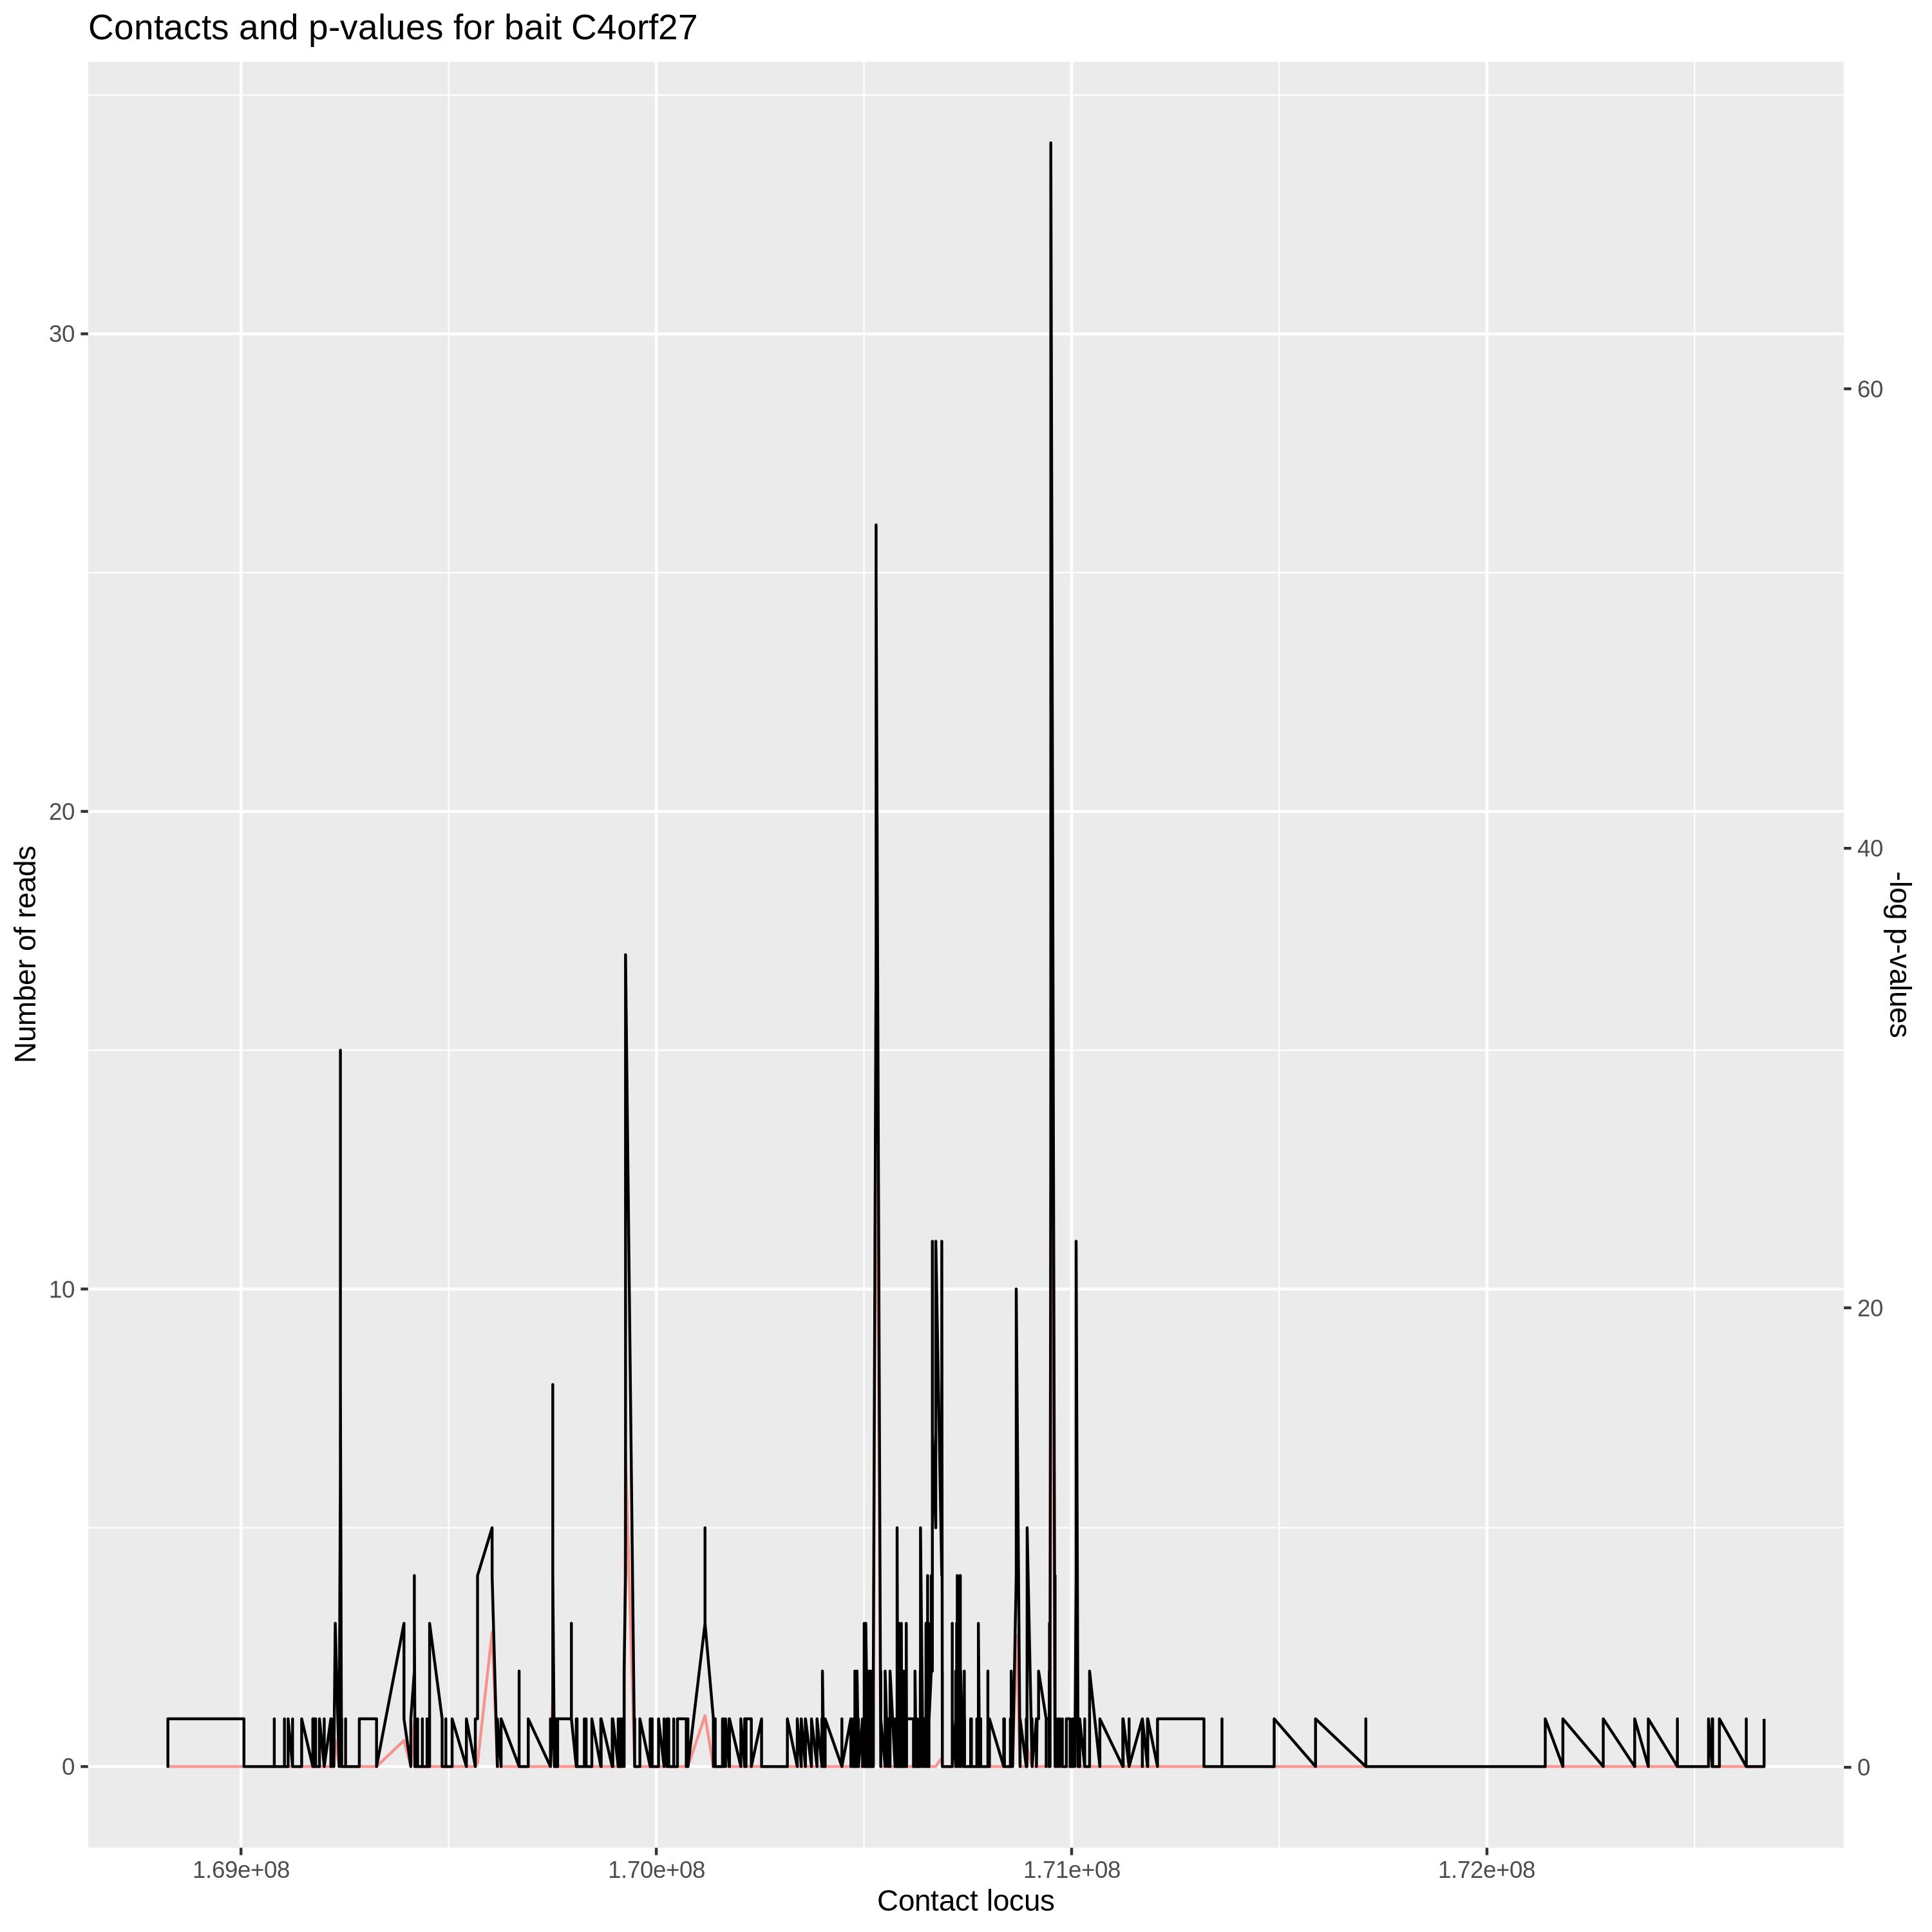 Contacts and p-values for bait C4orf27
30
20
10
0
Number of reads
60
40
20
0
-log p-values
1.69e+08
1.70e+08
1.71e+08
1.72e+08
Contact locus